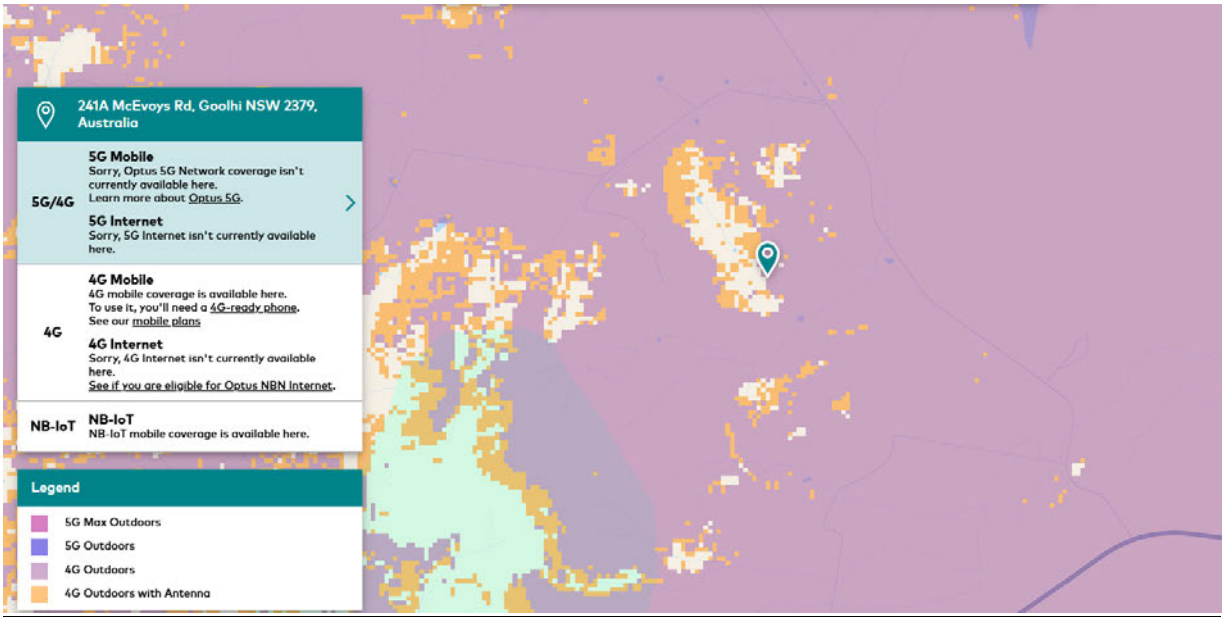 241A McEvoys Rd, Goolhi NSW 2379,
Australia
5G/4G
5G Mobile
Sorry, Optus 5G Network coverage isn't
currently available here.
Learn more about Optus 5G.
5G Internet
Sorry, 5G Internet isn't currently available
here.
4G
4G Mobile
4G mobile coverage is available here.
To use it, you'll need a 4G-ready phone.
See our mobile plans
4G Internet
Sorry, 4G Internet isn't currently available
here.
See if you are eligible for Optus NBN Internet.
NB-IoT
NB-IoT
NB-IoT mobile coverage is available here.
Legend
5G Max Outdoors
5G Outdoors
4G Outdoors
4G Outdoors with Antenna